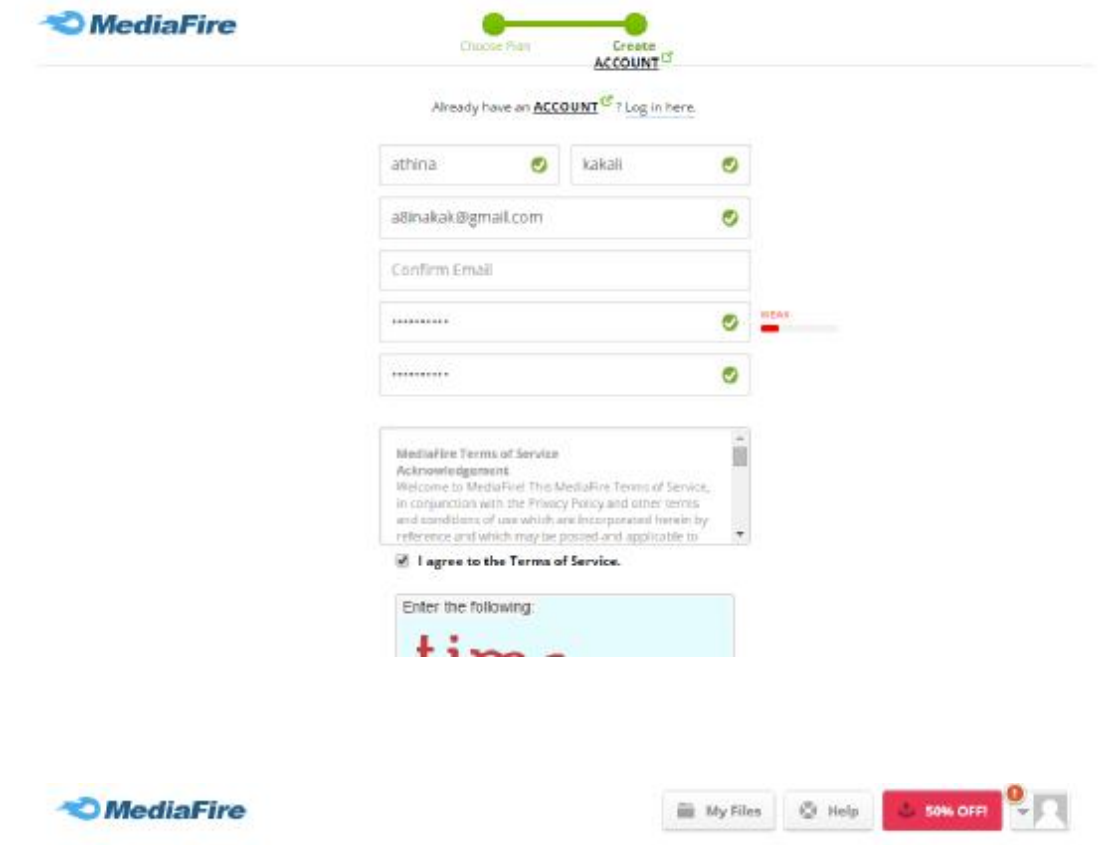 MediaFire
Choose Plan
Create
ACCOUNT
Already have an ACCOUNT ? Log in here.
athina
kakali
a8inakak@gmail.com
Confirm Email
••••••••••
WEAK
••••••••••
MediaFire Terms of Service
Acknowledgement
Welcome to MediaFire! This MediaFire Terms of Service,
in conjunction with the Privacy Policy and other terms
and conditions of use which are incorporated herein by
reference and which may be posted and applicable to
I agree to the Terms of Service.
Enter the following:
MediaFire
My Files
Help
50% OFF!